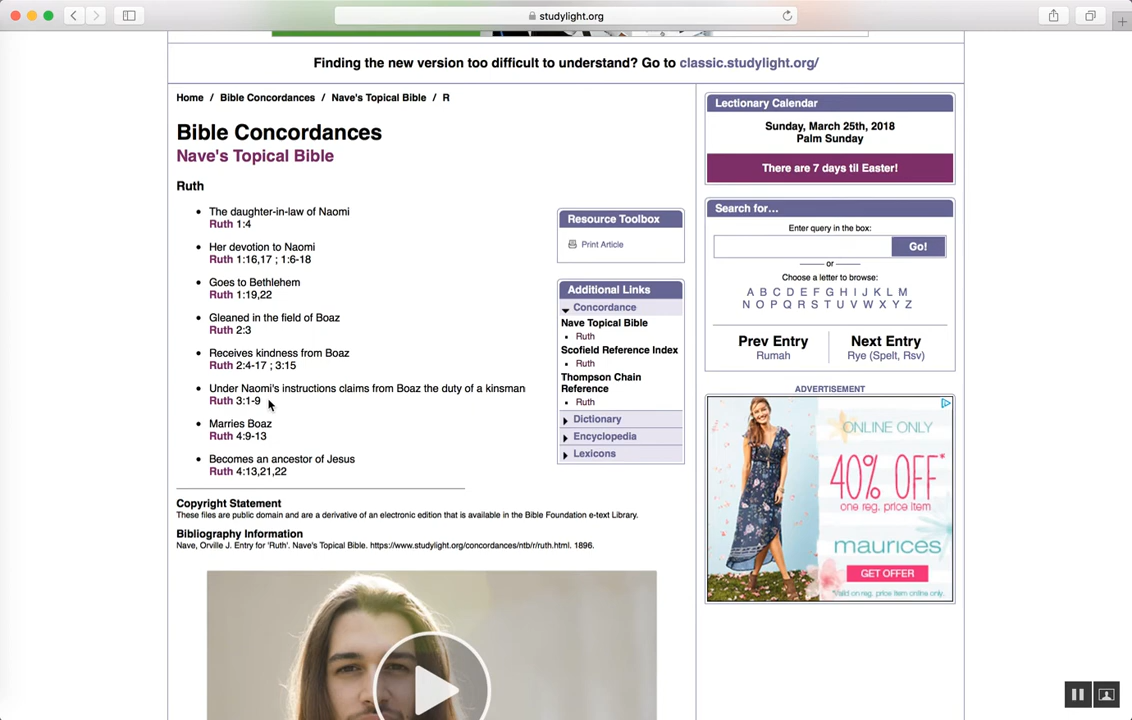 studylight.org
Finding the new version too difficult to understand? Go to classic.studylight.org/
Home / Bible Concordances / Nave's Topical Bible / R
Bible Concordances
Nave's Topical Bible
Ruth
The daughter-in-law of Naomi
Ruth 1:4
Her devotion to Naomi
Ruth 1:16,17 ; 1:6-18
Goes to Bethlehem
Ruth 1:19,22
Gleaned in the field of Boaz
Ruth 2:3
Receives kindness from Boaz
Ruth 2:4-17 ; 3:15
Under Naomi's instructions claims from Boaz the duty of a kinsman
Ruth 3:1-9
Marries Boaz
Ruth 4:9-13
Becomes an ancestor of Jesus
Ruth 4:13,21,22
Copyright Statement
These files are public domain and are a derivative of an electronic edition that is available in the Bible Foundation e-text Library.
Bibliography Information
Nave, Orville J. Entry for 'Ruth'. Nave's Topical Bible. https://www.studylight.org/concordances/ntb/r/ruth.html. 1896.
Resource Toolbox
Print Article
Additional Links
Concordance
Nave Topical Bible
Ruth
Scofield Reference Index
Ruth
Thompson Chain
Reference
Ruth
Dictionary
Encyclopedia
Lexicons
Lectionary Calendar
Sunday, March 25th, 2018
Palm Sunday
There are 7 days til Easter!
Search for...
Enter query in the box:
Go!
or
Choose a letter to browse:
A B C D E F G H I J K L M
N O P Q R S T U V W X Y Z
Prev Entry
Rumah
Next Entry
Rye (Spelt, Rsv)
ADVERTISEMENT
ONLINE ONLY
40% OFF*
one reg. price item
maurices
GET OFFER
*Valid on reg. price item online only.